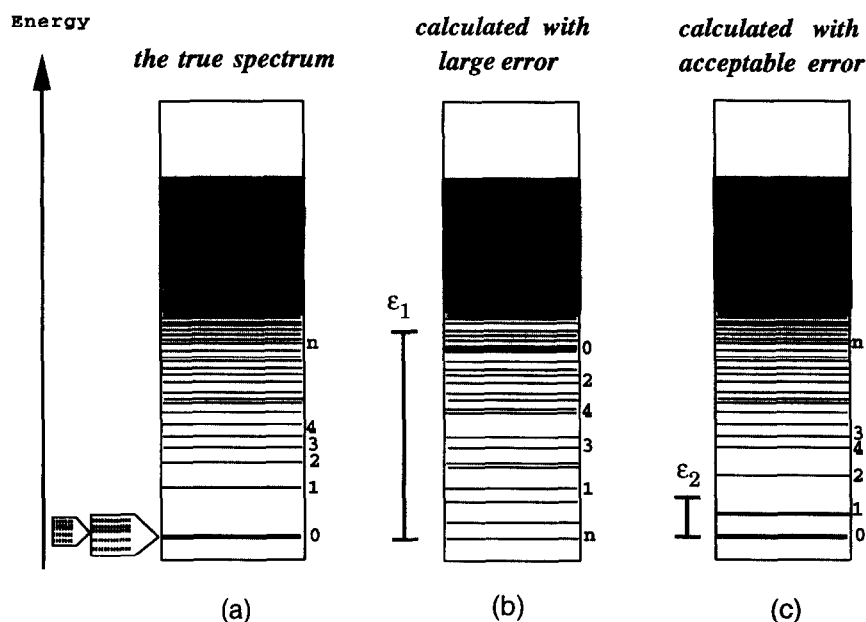 Energy
the true spectrum
calculated with
large error
calculated with
acceptable error
n
4
3
2
1
0
(a)
ε1
0
2
4
3
1
n
(b)
ε2
n
3
4
2
1
0
(c)